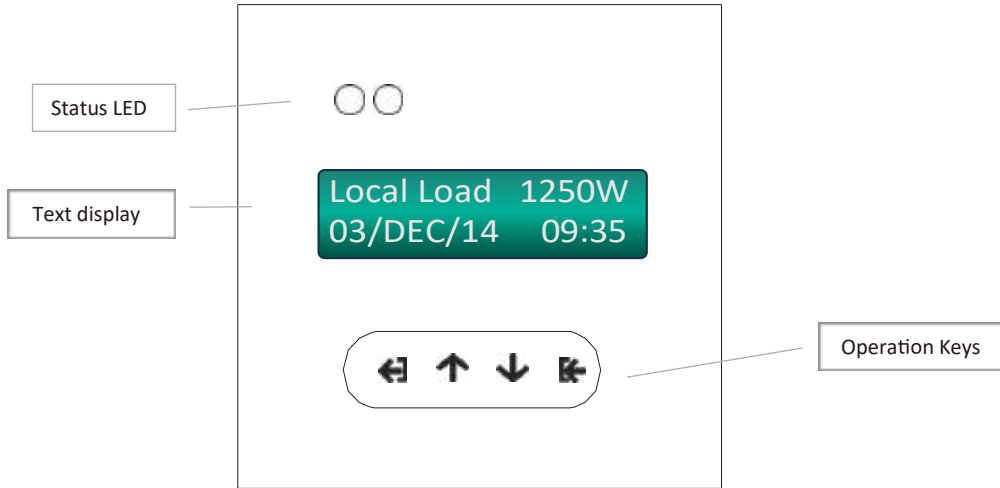 Status LED
Local Load 1250W
Text display
03/DEC/14 09:35
Operation Keys